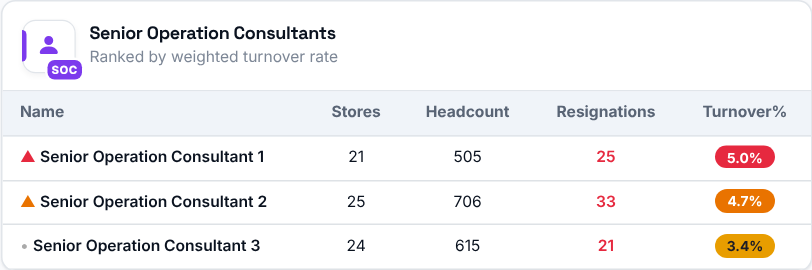 Senior Operation Consultants
Ranked by weighted turnover rate
SOC
Name Stores Headcount Resignations Turnover%
Senior Operation Consultant 1 21 505 25 5.0%
Senior Operation Consultant 2 25 706 33 4.7%
Senior Operation Consultant 3 24 615 21 3.4%